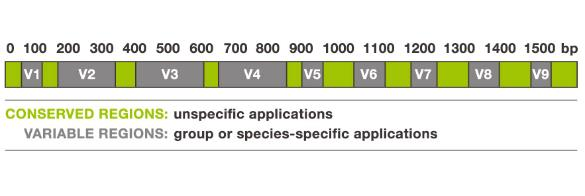 0 100 200 300 400 500 600 700 800 900 1000 1100 1200 1300 1400 1500 bp
V1 V2 V3 V4 V5 V6 V7 V8 V9
CONSERVED REGIONS: unspecific applications
VARIABLE REGIONS: group or species-specific applications